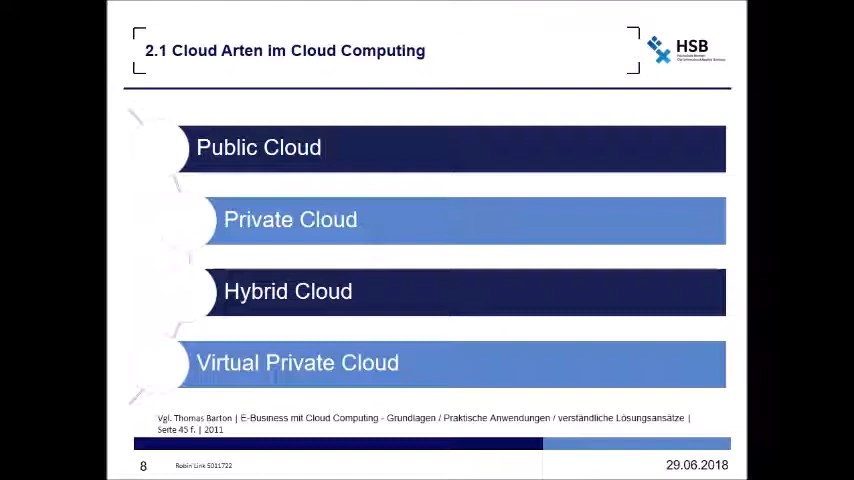 2.1 Cloud Arten im Cloud Computing
HSB
Public Cloud
Private Cloud
Hybrid Cloud
Virtual Private Cloud
Vgl. Thomas Barton | E-Business mit Cloud Computing - Grundlagen / Praktische Anwendungen / verständliche Lösungsansätze |
Seite 45 f. | 2011
8
Robin Link 5011722
29.06.2018